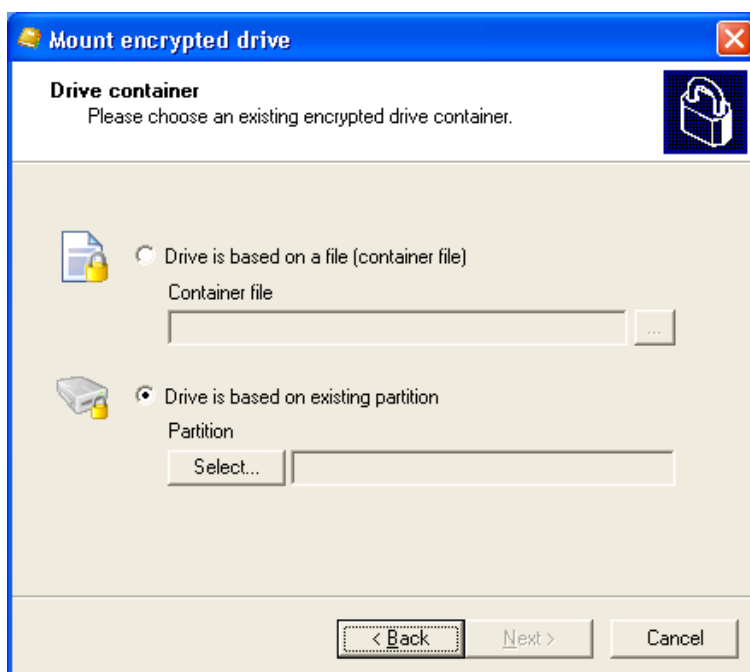 Mount encrypted drive
Drive container
Please choose an existing encrypted drive container.
Drive is based on a file (container file)
Container file
...
Drive is based on existing partition
Partition
Select...
< Back
Next >
Cancel